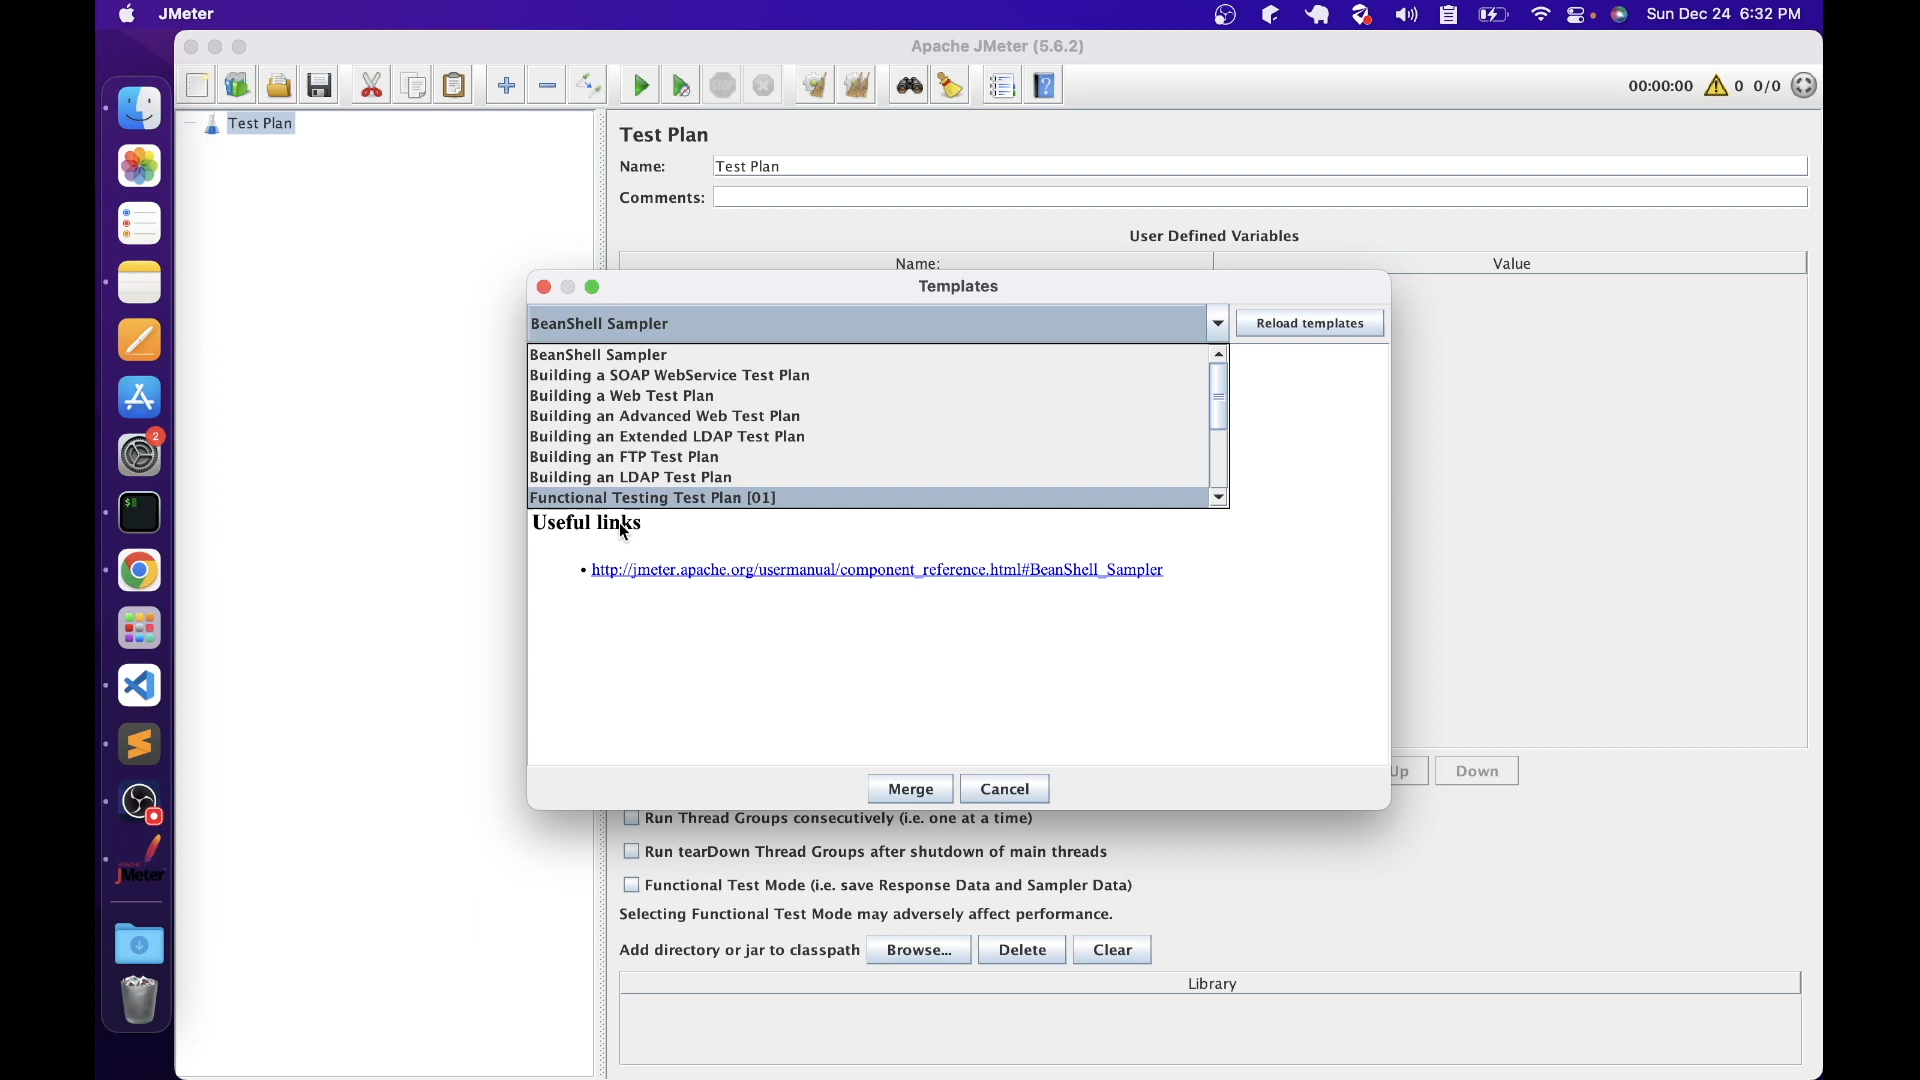 JMeter
Sun Dec 24 6:32 PM
Apache JMeter (5.6.2)
00:00:00 0 0/0
Test Plan
Test Plan
Name: Test Plan
Comments:
User Defined Variables
Name: Value
Templates
BeanShell Sampler
Reload templates
BeanShell Sampler
Building a SOAP WebService Test Plan
Building a Web Test Plan
Building an Advanced Web Test Plan
Building an Extended LDAP Test Plan
Building an FTP Test Plan
Building an LDAP Test Plan
Functional Testing Test Plan [01]
Useful links
• http://jmeter.apache.org/usermanual/component_reference.html#BeanShell_Sampler
Merge Cancel
Up Down
Run Thread Groups consecutively (i.e. one at a time)
Run tearDown Thread Groups after shutdown of main threads
Functional Test Mode (i.e. save Response Data and Sampler Data)
Selecting Functional Test Mode may adversely affect performance.
Add directory or jar to classpath Browse... Delete Clear
Library
2
JMeter